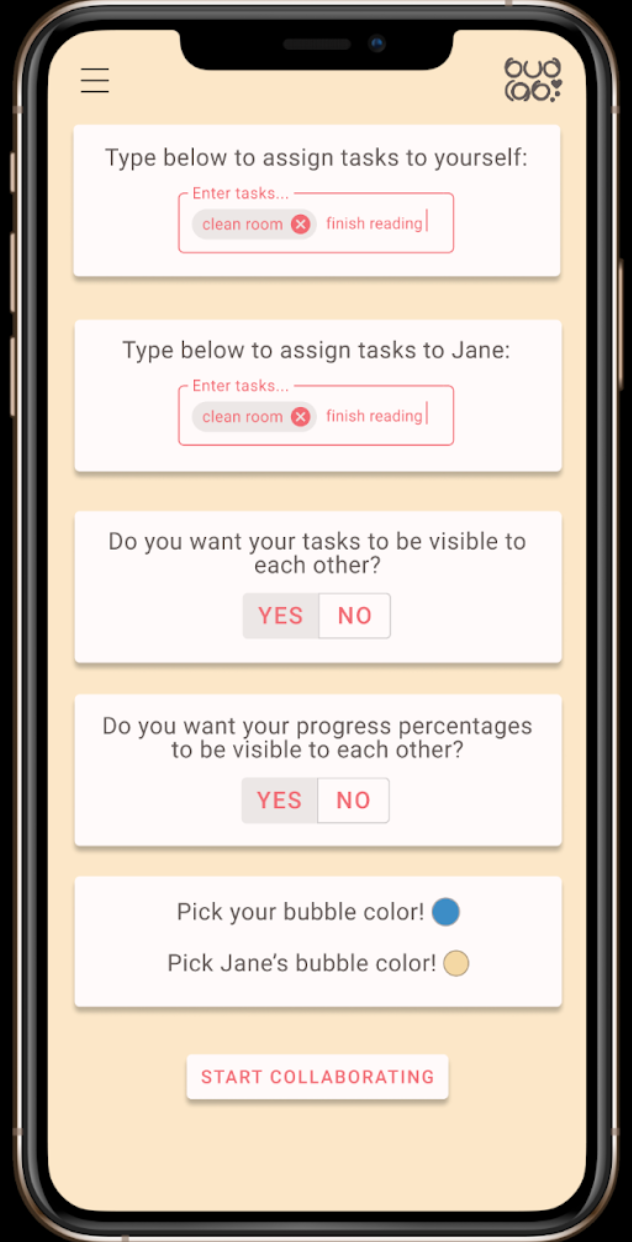 bud
Type below to assign tasks to yourself:
Enter tasks...
clean room finish reading
Type below to assign tasks to Jane:
Enter tasks...
clean room finish reading
Do you want your tasks to be visible to
each other?
YES NO
Do you want your progress percentages
to be visible to each other?
YES NO
Pick your bubble color!
Pick Jane's bubble color!
START COLLABORATING